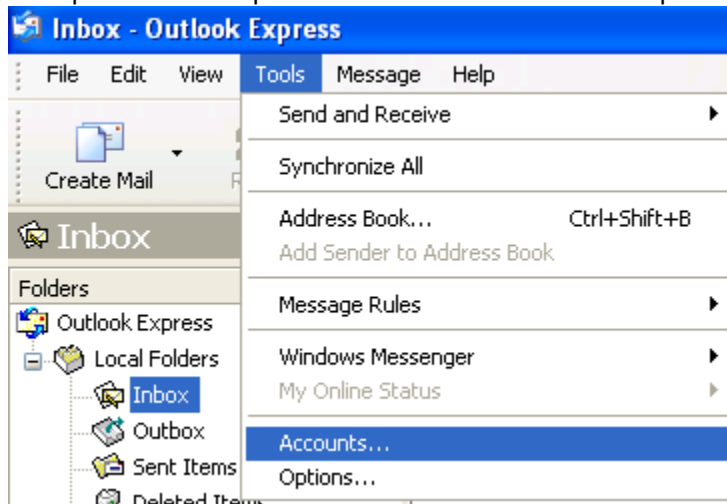 Inbox - Outlook Express
File Edit View Tools Message Help
Create Mail
Send and Receive
Synchronize All
Address Book... Ctrl+Shift+B
Add Sender to Address Book
Message Rules
Windows Messenger
My Online Status
Accounts...
Options...
Inbox
Folders
Outlook Express
Local Folders
Inbox
Outbox
Sent Items